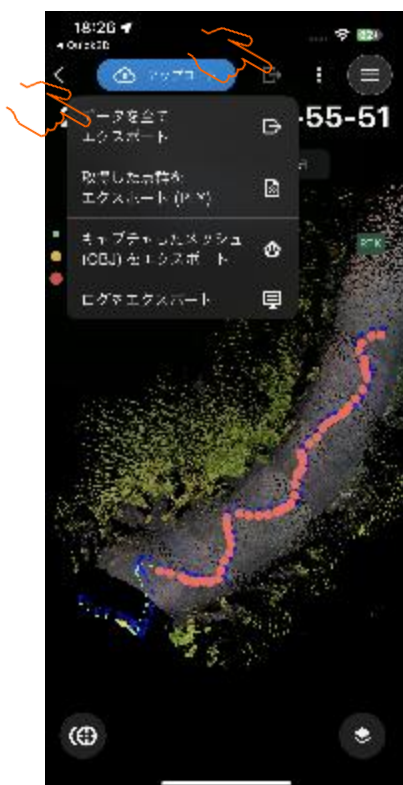 18:26
アップロード
-55-51
データを全て
エクスポート
取得した点群を
エクスポート (PLY)
キャプチャしたメッシュ
(OBJ) をエクスポート
RTK
ログをエクスポート